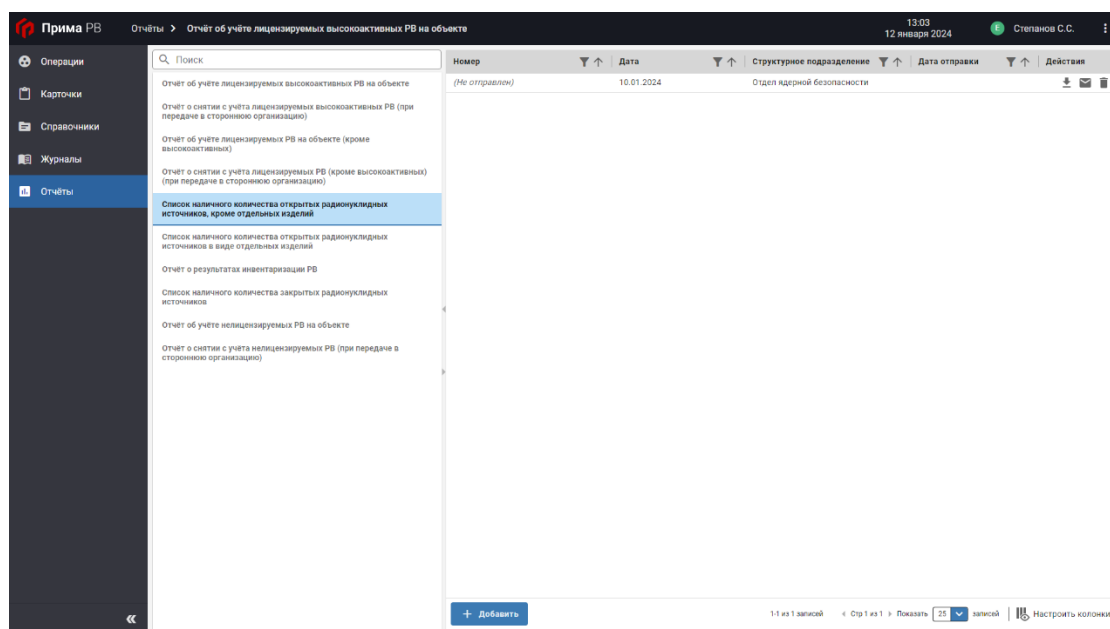 Прима РВ
Отчёты > Отчёт об учёте лицензируемых высокоактивных РВ на объекте
13:03
12 января 2024
E
Степанов С.С.
Операции
Карточки
Справочники
Журналы
Отчёты
Поиск
Отчёт об учёте лицензируемых высокоактивных РВ на объекте
Отчёт о снятии с учёта лицензируемых высокоактивных РВ (при
передаче в стороннюю организацию)
Отчёт об учёте лицензируемых РВ на объекте (кроме
высокоактивных)
Отчёт о снятии с учёта лицензируемых РВ (кроме высокоактивных)
(при передаче в стороннюю организацию)
Список наличного количества открытых радионуклидных
источников, кроме отдельных изделий
Список наличного количества открытых радионуклидных
источников в виде отдельных изделий
Отчёт о результатах инвентаризации РВ
Список наличного количества закрытых радионуклидных
источников
Отчёт об учёте нелицензируемых РВ на объекте
Отчёт о снятии с учёта нелицензируемых РВ (при передаче в
стороннюю организацию)
Номер Дата Структурное подразделение Дата отправки Действия
(Не отправлен) 10.01.2024 Отдел ядерной безопасности
+ Добавить
1-1 из 1 записей < Стр 1 из 1 > Показать 25 записей Настроить колонки